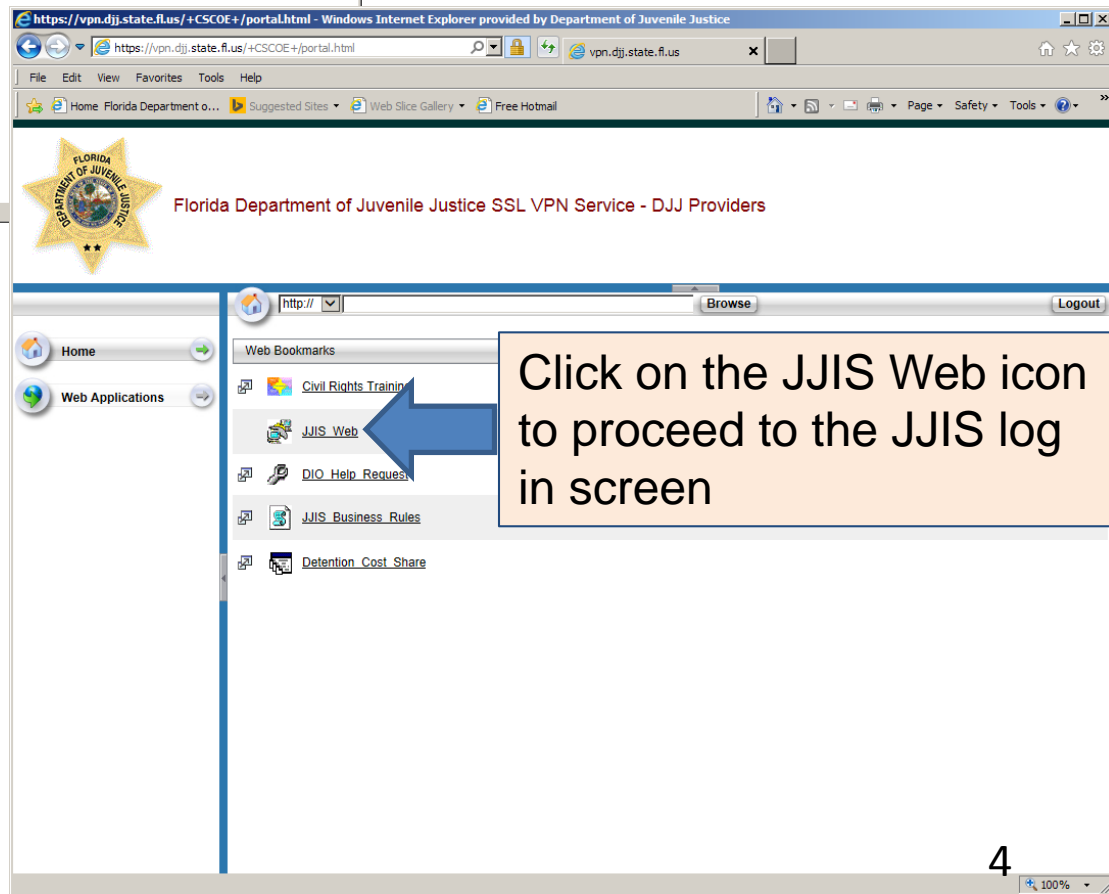 https://vpn.djj.state.fl.us/+CSCOE+/portal.html - Windows Internet Explorer provided by Department of Juvenile Justice
https://vpn.djj.state.fl.us/+CSCOE+/portal.html
vpn.djj.state.fl.us
File Edit View Favorites Tools Help
Home Florida Department o... Suggested Sites Web Slice Gallery Free Hotmail Page Safety Tools
FLORIDA
DEPARTMENT OF JUVENILE JUSTICE
Florida Department of Juvenile Justice SSL VPN Service - DJJ Providers
http:// Browse Logout
Home
Web Applications
Web Bookmarks
Civil Rights Training
JJIS Web
DIO Help Request
JJIS Business Rules
Detention Cost Share
Click on the JJIS Web icon
to proceed to the JJIS log
in screen
4
100%